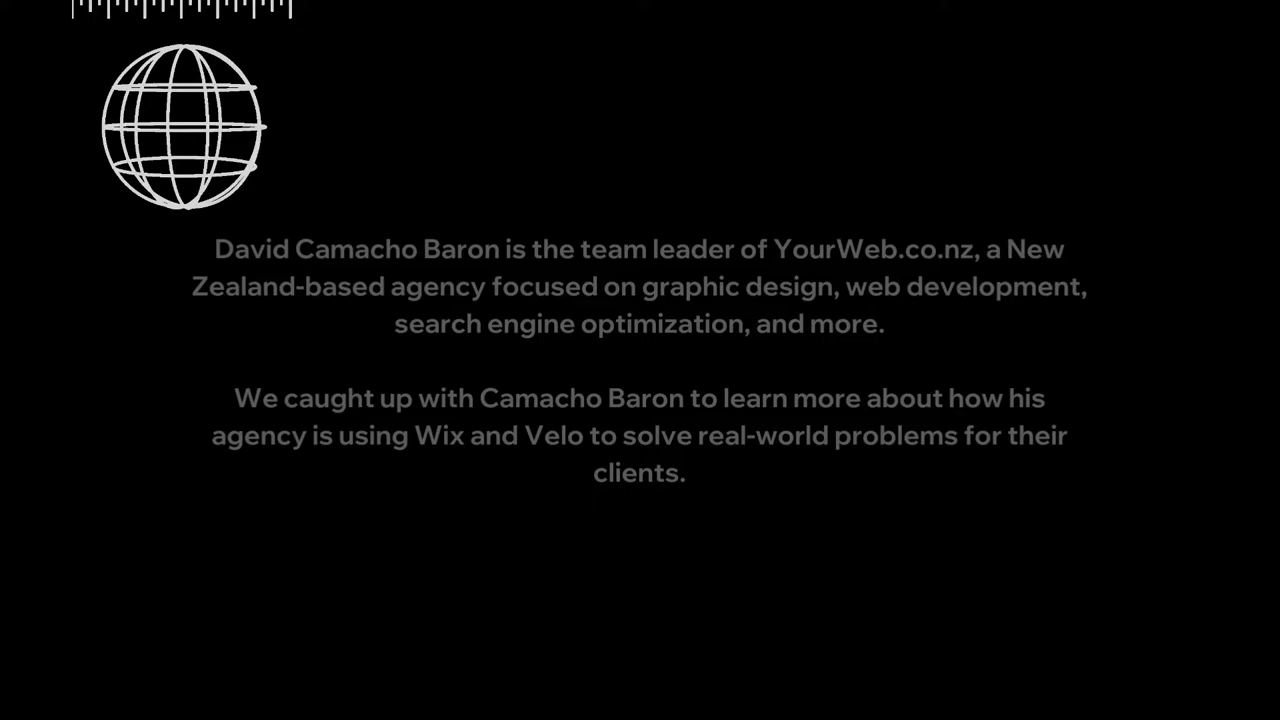 David Camacho Baron is the team leader of YourWeb.co.nz, a New
Zealand-based agency focused on graphic design, web development,
search engine optimization, and more.
We caught up with Camacho Baron to learn more about how his
agency is using Wix and Velo to solve real-world problems for their
clients.